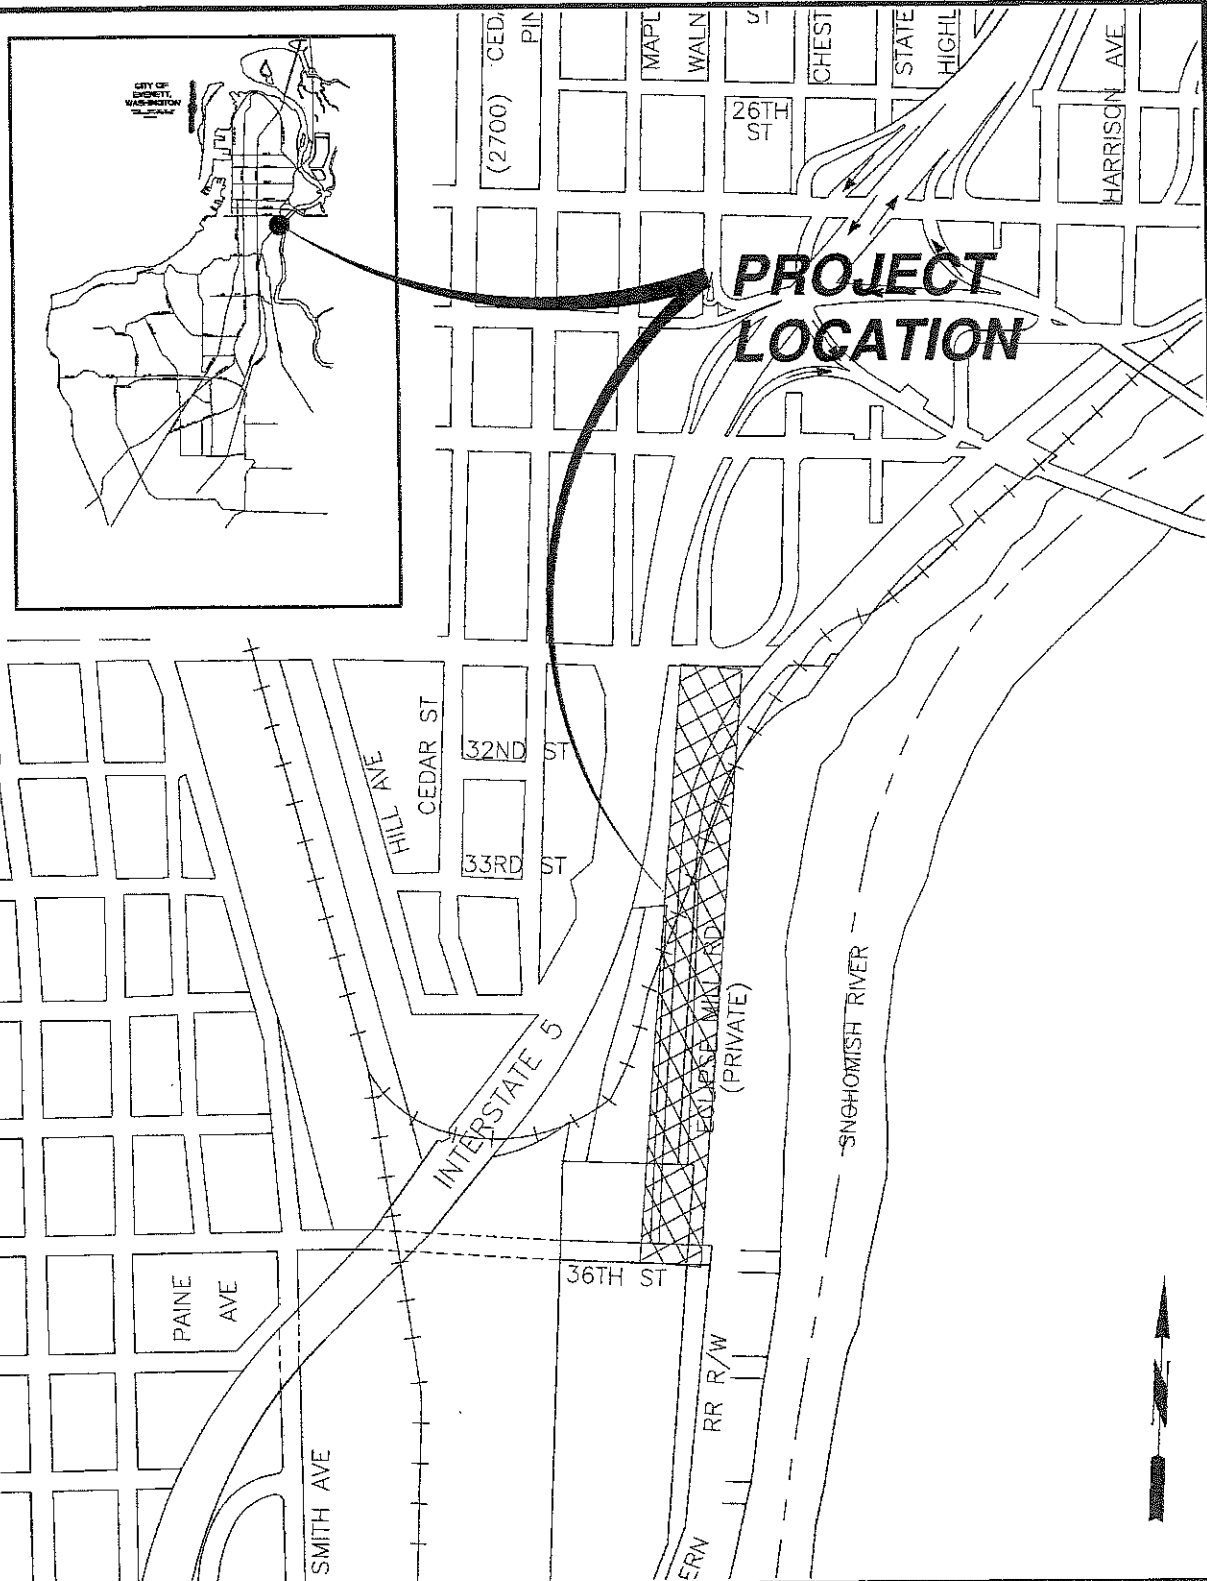 CITY OF
EVERETT,
WASHINGTON
(2700)
MAPL
WALN
ST
CHEST
STATE
HIGHL
HARRISON AVE
26TH
ST
PROJECT
LOCATION
HILL AVE
CEDAR ST
32ND ST
33RD ST
ECLIPSE MILL RD
(PRIVATE)
SNOHOMISH RIVER
INTERSTATE 5
36TH ST
PAINE
AVE
SMITH AVE
RR R/W
ERN
N